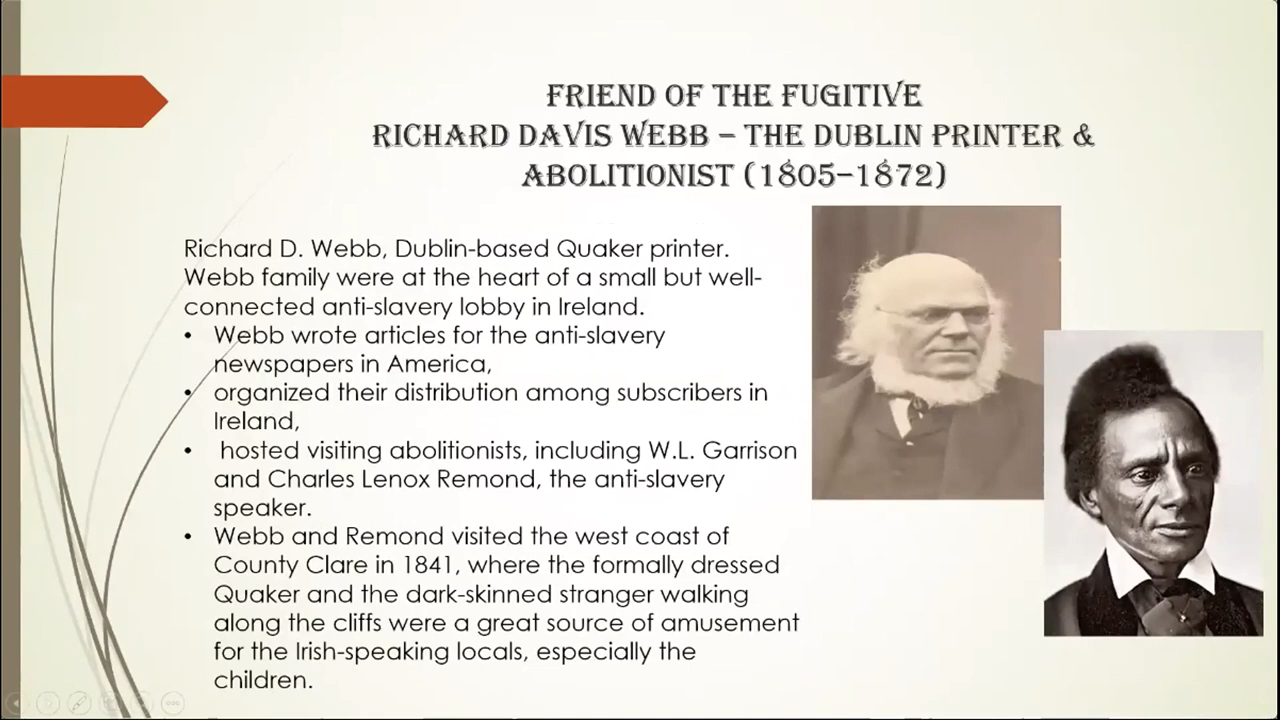 FRIEND OF THE FUGITIVE
RICHARD DAVIS WEBB – THE DUBLIN PRINTER &
ABOLITIONIST (1805–1872)
Richard D. Webb, Dublin-based Quaker printer.
Webb family were at the heart of a small but well-
connected anti-slavery lobby in Ireland.
• Webb wrote articles for the anti-slavery
newspapers in America,
• organized their distribution among subscribers in
Ireland,
• hosted visiting abolitionists, including W.L. Garrison
and Charles Lenox Remond, the anti-slavery
speaker.
• Webb and Remond visited the west coast of
County Clare in 1841, where the formally dressed
Quaker and the dark-skinned stranger walking
along the cliffs were a great source of amusement
for the Irish-speaking locals, especially the
children.